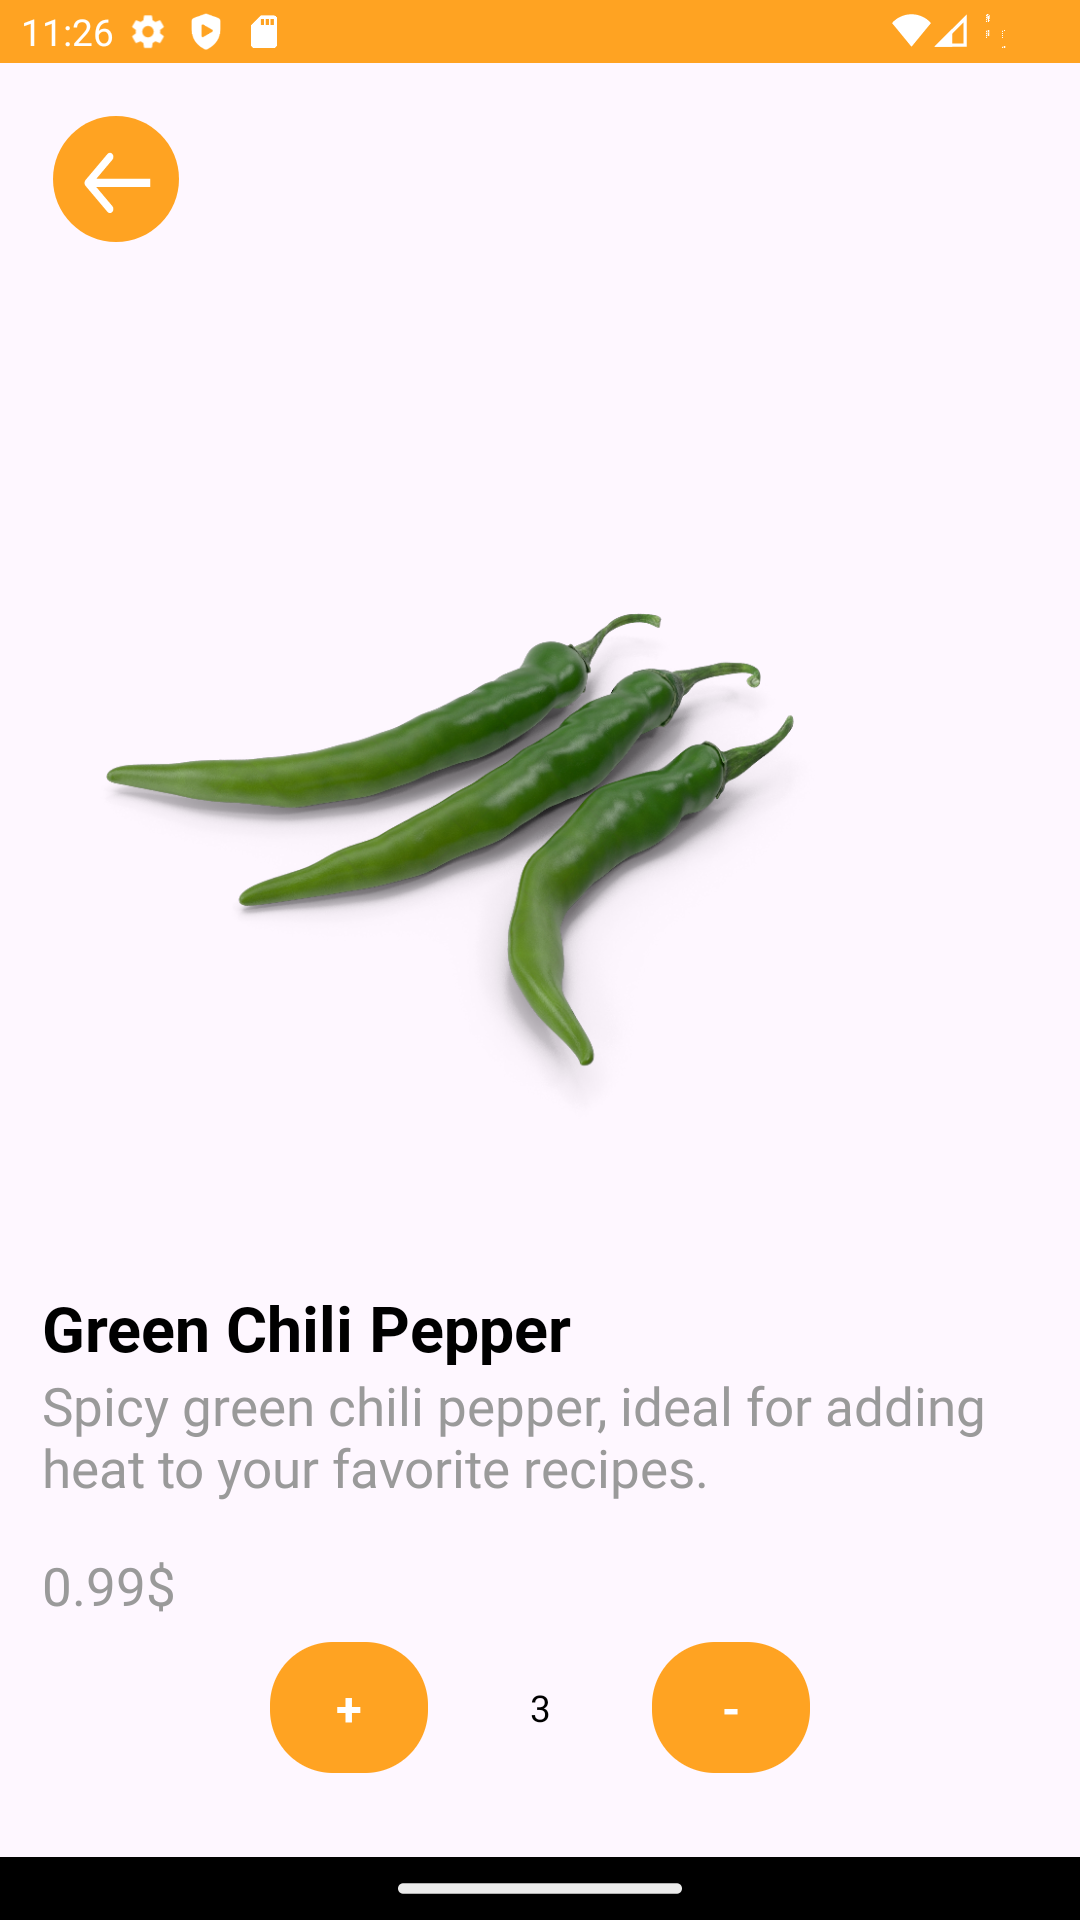 11:26
Green Chili Pepper
Spicy green chili pepper, ideal for adding
heat to your favorite recipes.
0.99$
+ 3 -